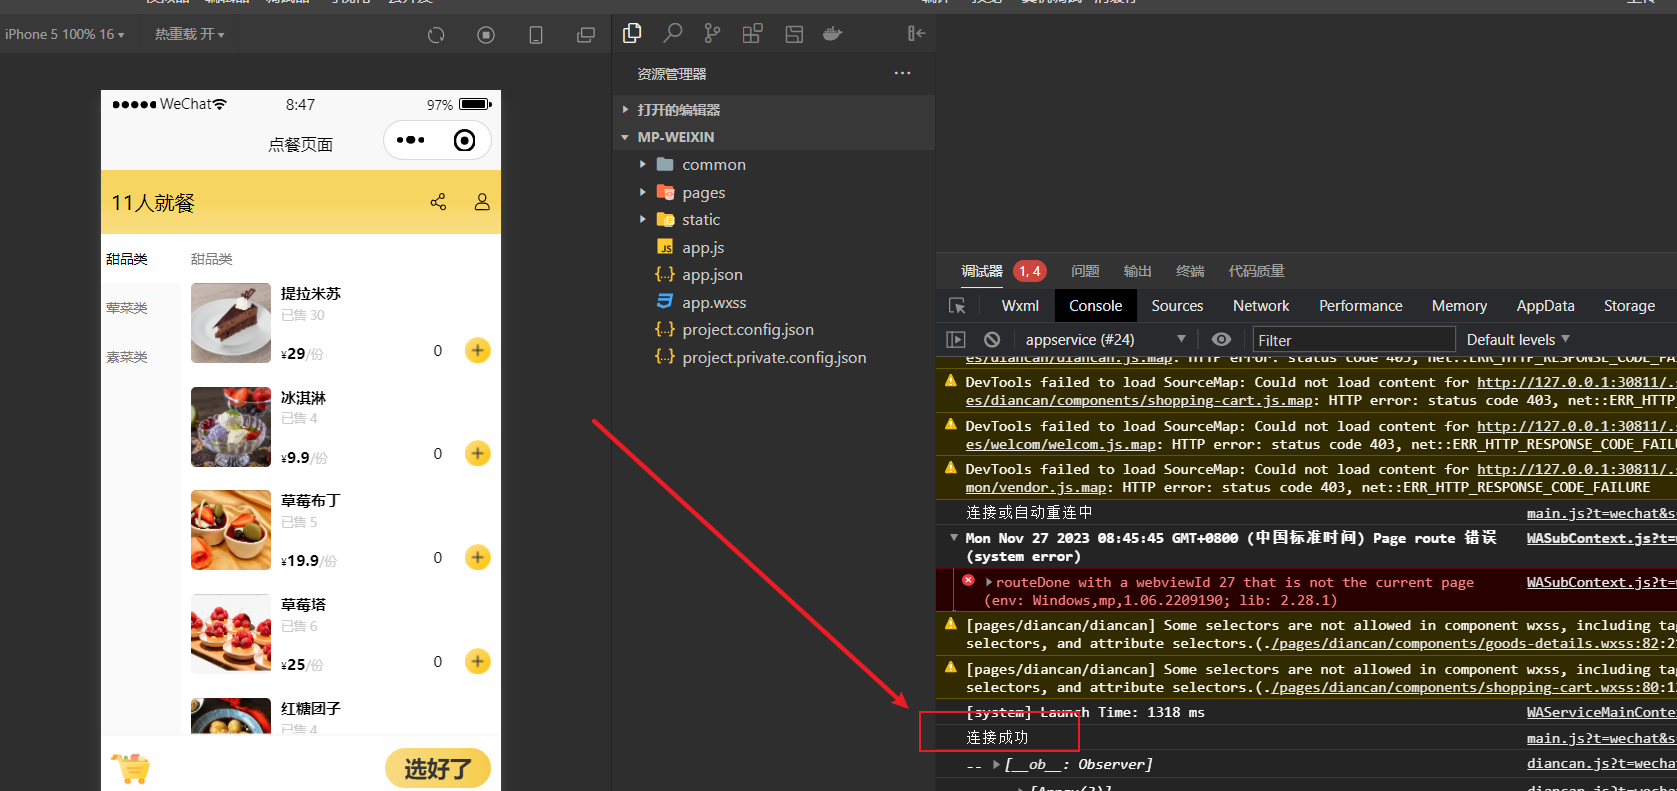 iPhone 5 100% 16
热重载 开
资源管理器
打开的编辑器
MP-WEIXIN
common
pages
static
app.js
app.json
app.wxss
project.config.json
project.private.config.json
WeChat
8:47
97%
点餐页面
11人就餐
甜品类
荤菜类
素菜类
甜品类
提拉米苏
已售 30
¥29/份
0
冰淇淋
已售 4
¥9.9/份
0
草莓布丁
已售 5
¥19.9/份
0
草莓塔
已售 6
¥25/份
0
红糖团子
已售 4
选好了
调试器 1, 4 问题 输出 终端 代码质量
Wxml Console Sources Network Performance Memory AppData Storage
appservice (#24) Filter Default levels
es/diancan/diancan.js.map: HTTP error: status code 403, net::ERR_HTTP_RESPONSE_CODE_FAI
DevTools failed to load SourceMap: Could not load content for http://127.0.0.1:30811/.
es/diancan/components/shopping-cart.js.map: HTTP error: status code 403, net::ERR_HTTP_
DevTools failed to load SourceMap: Could not load content for http://127.0.0.1:30811/.
es/welcom/welcom.js.map: HTTP error: status code 403, net::ERR_HTTP_RESPONSE_CODE_FAILU
DevTools failed to load SourceMap: Could not load content for http://127.0.0.1:30811/.
mon/vendor.js.map: HTTP error: status code 403, net::ERR_HTTP_RESPONSE_CODE_FAILURE
连接或自动重连中 main.js?t=wechat&s
Mon Nov 27 2023 08:45:45 GMT+0800 (中国标准时间) Page route 错误 WASubContext.js?t=
(system error)
routeDone with a webviewId 27 that is not the current page WASubContext.js?t=
(env: Windows,mp,1.06.2209190; lib: 2.28.1)
[pages/diancan/diancan] Some selectors are not allowed in component wxss, including ta
selectors, and attribute selectors.(./pages/diancan/components/goods-details.wxss:82:2
[pages/diancan/diancan] Some selectors are not allowed in component wxss, including ta
selectors, and attribute selectors.(./pages/diancan/components/shopping-cart.wxss:80:1
[system] Launch Time: 1318 ms WAServiceMainConte
连接成功 main.js?t=wechat&s
-- [__ob__: Observer] diancan.js?t=wecha